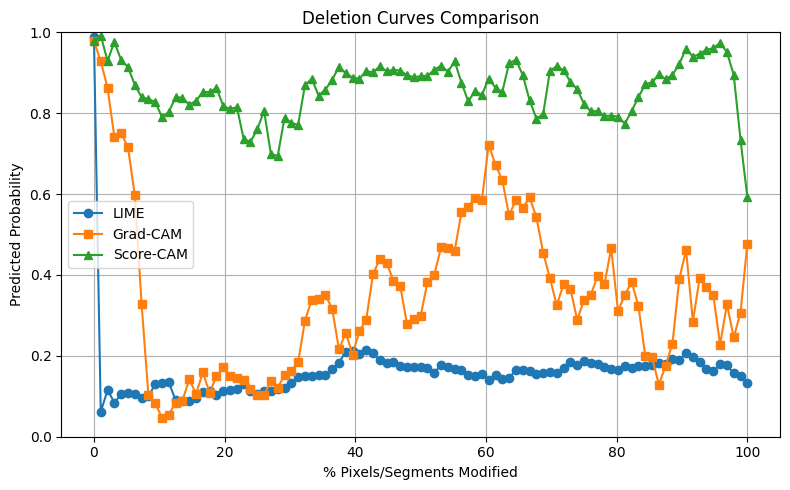 Deletion Curves Comparison
1.0
0.8
0.6
0.4
0.2
0.0
Predicted Probability
LIME
Grad-CAM
Score-CAM
0
20
40
60
80
100
% Pixels/Segments Modified